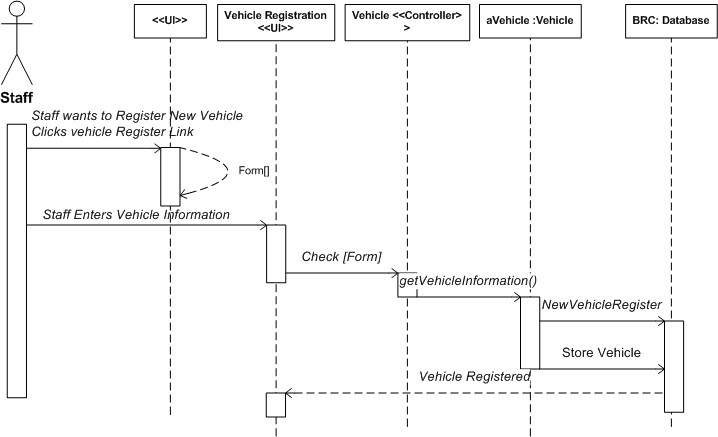 <<UI>>
Vehicle Registration
<<UI>>
Vehicle <<Controller>
>
aVehicle :Vehicle
BRC: Database
Staff
Staff wants to Register New Vehicle
Clicks vehicle Register Link
Form[]
Staff Enters Vehicle Information
Check [Form]
getVehicleInformation()
NewVehicleRegister
Store Vehicle
Vehicle Registered